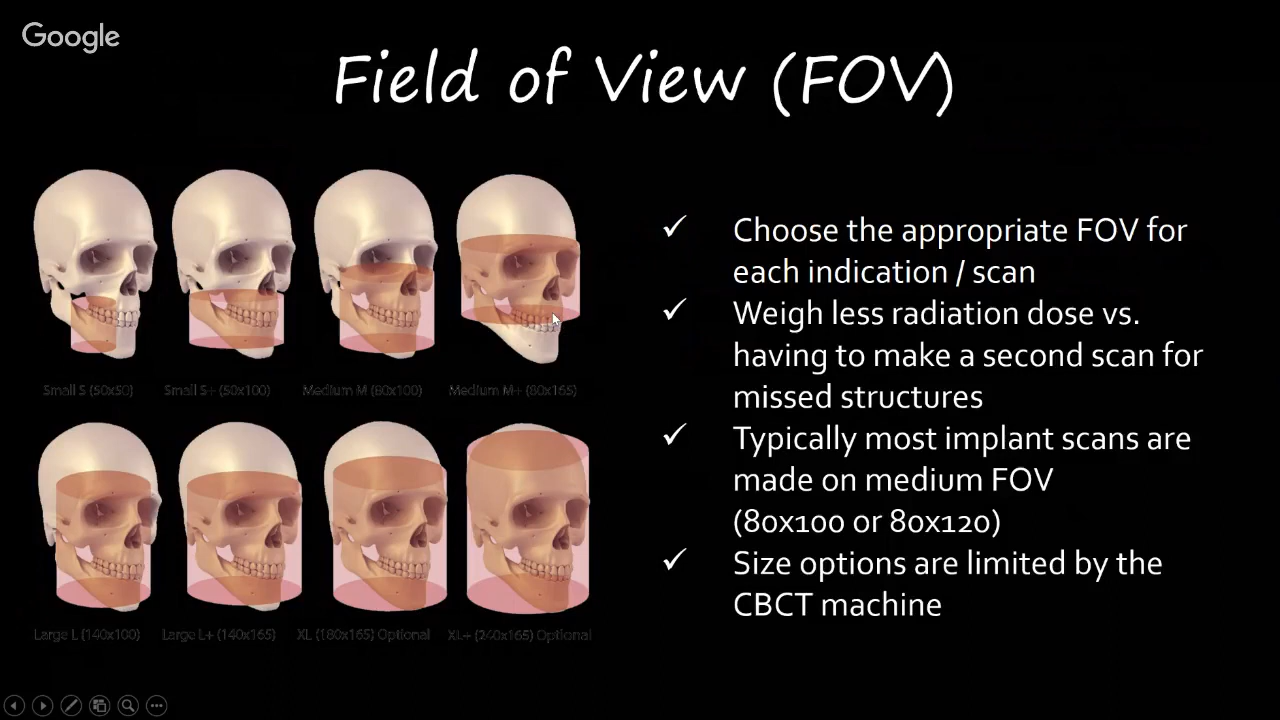 Google
Field of View (FOV)
Choose the appropriate FOV for
each indication / scan
Weigh less radiation dose vs.
having to make a second scan for
missed structures
Typically most implant scans are
made on medium FOV
(80x100 or 80x120)
Size options are limited by the
CBCT machine
Small S (50x50) Small S+ (50x100) Medium M (80x100) Medium M+ (80x165)
Large L (140x100) Large L+ (140x165) XL (180x165) Optional XL+ (240x165) Optional